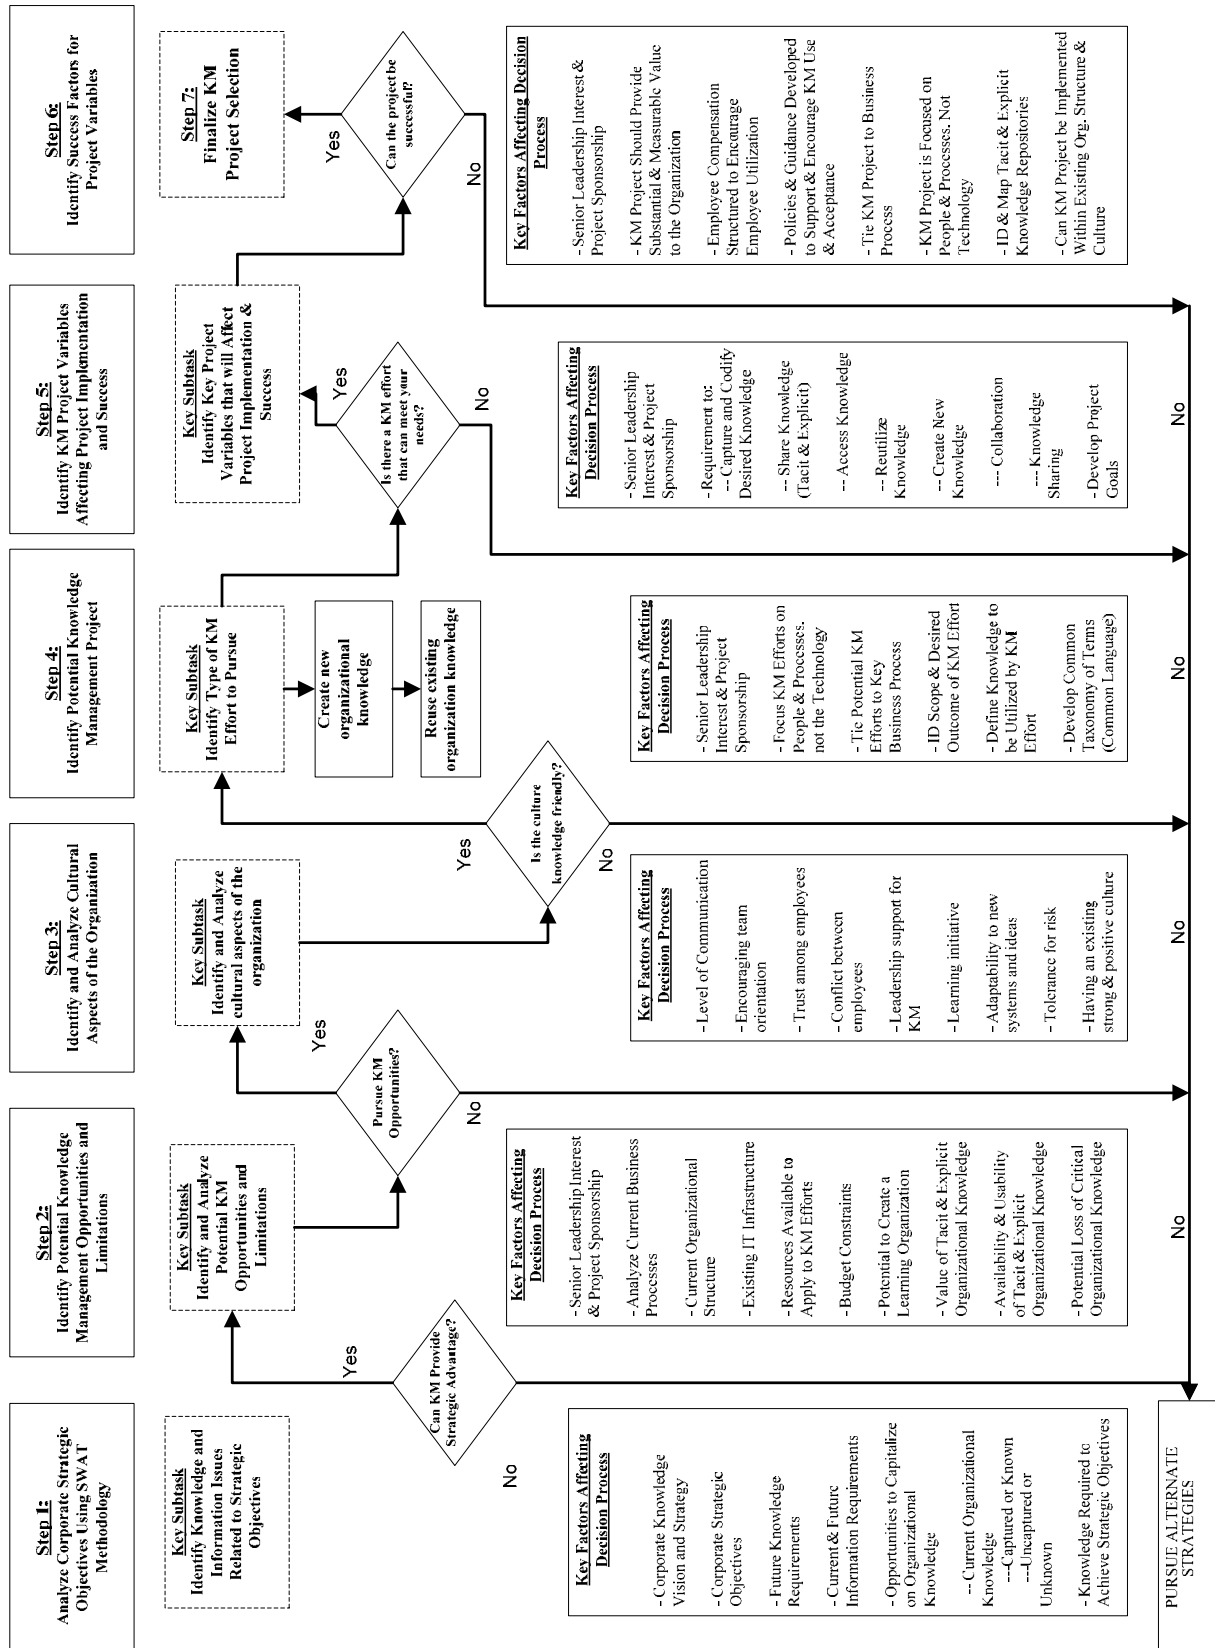 Step 1:
Analyze Corporate Strategic
Objectives Using SWAT
Methodology
Key Subtask
Identify Knowledge and
Information Issues
Related to Strategic
Objectives
Can KM Provide
Strategic Advantage?
Yes
No
Key Factors Affecting
Decision Process
- Corporate Knowledge
Vision and Strategy
- Corporate Strategic
Objectives
- Future Knowledge
Requirements
- Current & Future
Information Requirements
- Opportunities to Capitalize
on Organizational
Knowledge
-- Current Organizational
Knowledge
---Captured or Known
---Uncaptured or
Unknown
- Knowledge Required to
Achieve Strategic Objectives
PURSUE ALTERNATE
STRATEGIES
Step 2:
Identify Potential Knowledge
Management Opportunities and
Limitations
Key Subtask
Identify and Analyze
Potential KM
Opportunities and
Limitations
Pursue KM
Opportunities?
Yes
No
Key Factors Affecting
Decision Process
- Senior Leadership Interest
& Project Sponsorship
- Analyze Current Business
Processes
- Current Organizational
Structure
- Existing IT Infrastructure
- Resources Available to
Apply to KM Efforts
- Budget Constraints
- Potential to Create a
Learning Organization
- Value of Tacit & Explicit
Organizational Knowledge
- Availability & Usability
of Tacit & Explicit
Organizational Knowledge
- Potential Loss of Critical
Organizational Knowledge
No
Step 3:
Identify and Analyze Cultural
Aspects of the Organization
Key Subtask
Identify and Analyze
cultural aspects of the
organization
Is the culture
knowledge friendly?
Yes
No
Key Factors Affecting
Decision Process
- Level of Communication
- Encouraging team
orientation
- Trust among employees
- Conflict between
employees
- Leadership support for
KM
- Learning initiative
- Adaptability to new
systems and ideas
- Tolerance for risk
- Having an existing
strong & positive culture
No
Step 4:
Identify Potential Knowledge
Management Project
Key Subtask
Identify Type of KM
Effort to Pursue
Create new
organizational
knowledge
Reuse existing
organization knowledge
Is there a KM effort
that can meet your
needs?
Yes
No
Key Factors Affecting
Decision Process
- Senior Leadership
Interest & Project
Sponsorship
- Focus KM Efforts on
People & Processes,
not the Technology
- Tie Potential KM
Efforts to Key
Business Process
- ID Scope & Desired
Outcome of KM Effort
- Define Knowledge to
be Utilized by KM
Effort
- Develop Common
Taxonomy of Terms
(Common Language)
No
Step 5:
Identify KM Project Variables
Affecting Project Implementation
and Success
Key Subtask
Identify Key Project
Variables that will Affect
Project Implementation &
Success
Key Factors Affecting
Decision Process
- Senior Leadership
Interest & Project
Sponsorship
- Requirement to:
-- Capture and Codify
Desired Knowledge
-- Share Knowledge
(Tacit & Explicit)
-- Access Knowledge
-- Reutilize
Knowledge
-- Create New
Knowledge
--- Collaboration
--- Knowledge
Sharing
- Develop Project
Goals
No
Step 6:
Identify Success Factors for
Project Variables
Step 7:
Finalize KM
Project Selection
Yes
Can the project be
successful?
No
Key Factors Affecting Decision
Process
- Senior Leadership Interest &
Project Sponsorship
- KM Project Should Provide
Substantial & Measurable Value
to the Organization
- Employee Compensation
Structured to Encourage
Employee Utilization
- Policies & Guidance Developed
to Support & Encourage KM Use
& Acceptance
- Tie KM Project to Business
Process
- KM Project is Focused on
People & Processes, Not
Technology
- ID & Map Tacit & Explicit
Knowledge Repositories
- Can KM Project be Implemented
Within Existing Org. Structure &
Culture